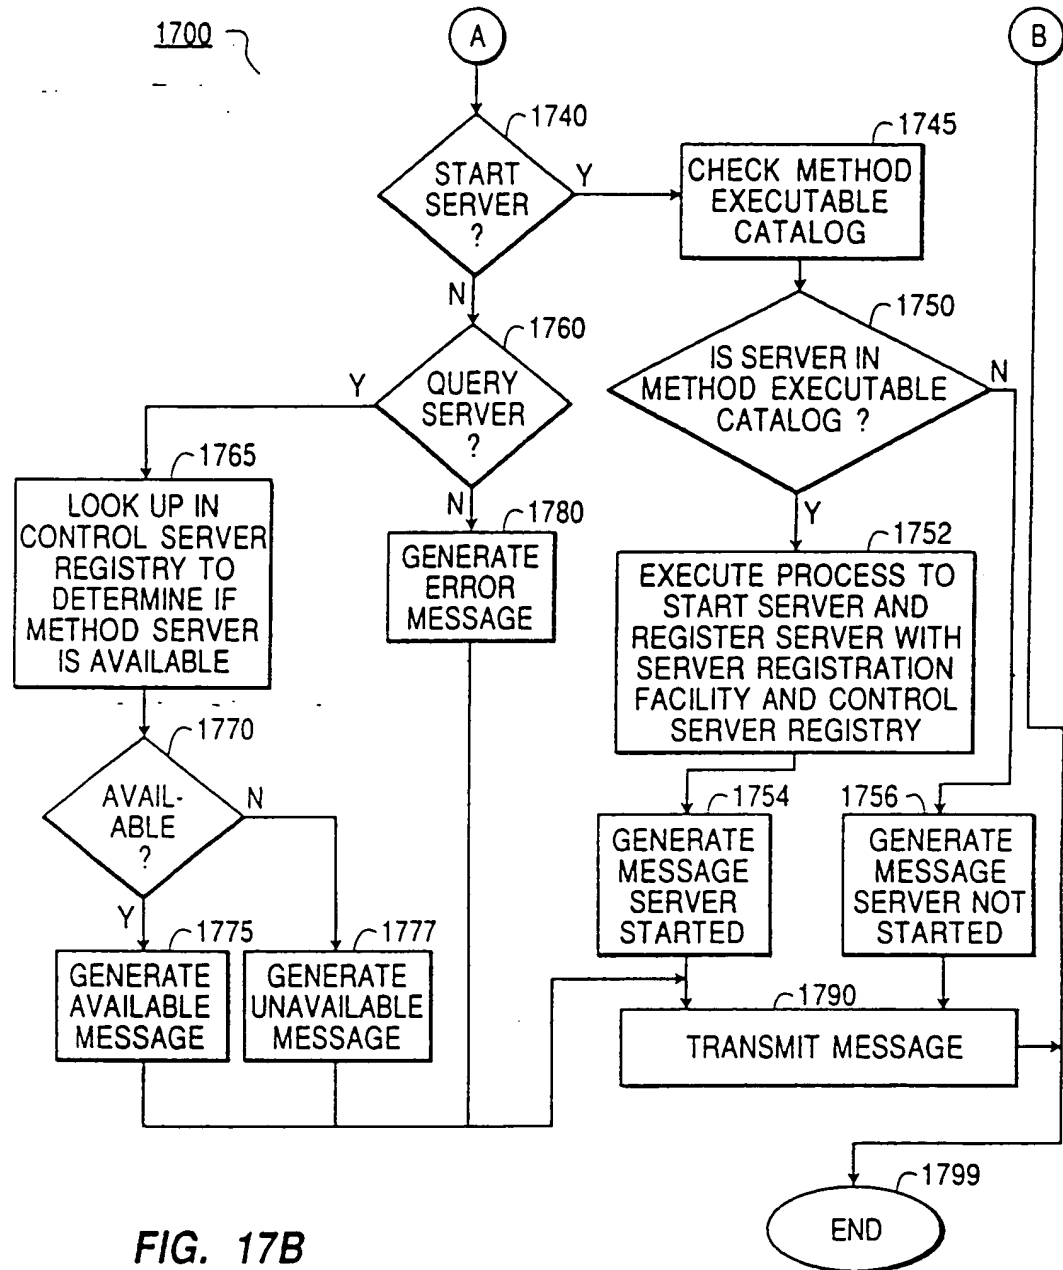 1700
A
B
1740
START
SERVER
?
Y
N
1745
CHECK METHOD
EXECUTABLE
CATALOG
1750
IS SERVER IN
METHOD EXECUTABLE
CATALOG ?
N
Y
1760
QUERY
SERVER
?
Y
N
1765
LOOK UP IN
CONTROL SERVER
REGISTRY TO
DETERMINE IF
METHOD SERVER
IS AVAILABLE
1780
GENERATE
ERROR
MESSAGE
1752
EXECUTE PROCESS TO
START SERVER AND
REGISTER SERVER WITH
SERVER REGISTRATION
FACILITY AND CONTROL
SERVER REGISTRY
1770
AVAIL-
ABLE
?
N
Y
1754
GENERATE
MESSAGE
SERVER
STARTED
1756
GENERATE
MESSAGE
SERVER NOT
STARTED
1775
GENERATE
AVAILABLE
MESSAGE
1777
GENERATE
UNAVAILABLE
MESSAGE
1790
TRANSMIT MESSAGE
1799
END
FIG. 17B